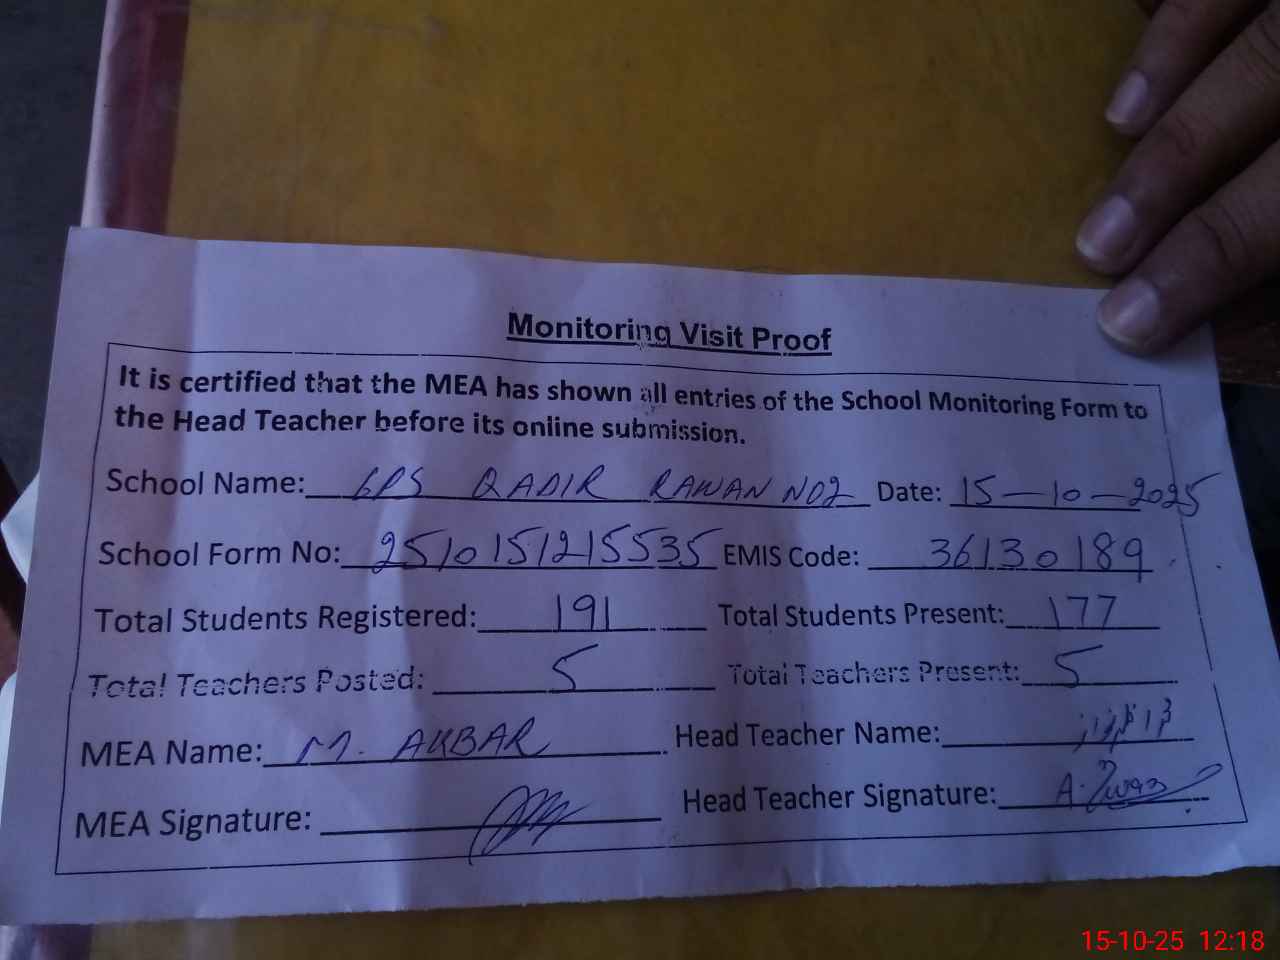 Monitoring Visit Proof
It is certified that the MEA has shown all entries of the School Monitoring Form to
the Head Teacher before its online submission.
School Name: GPS QADIR RAWAN NO2 Date: 15-10-2025
School Form No: 2510151215535 EMIS Code: 36130189
Total Students Registered: 191 Total Students Present: 177
Total Teachers Posted: 5 Total Teachers Present: 5
MEA Name: M. AKBAR Head Teacher Name:
MEA Signature: Head Teacher Signature:
15-10-25 12:18